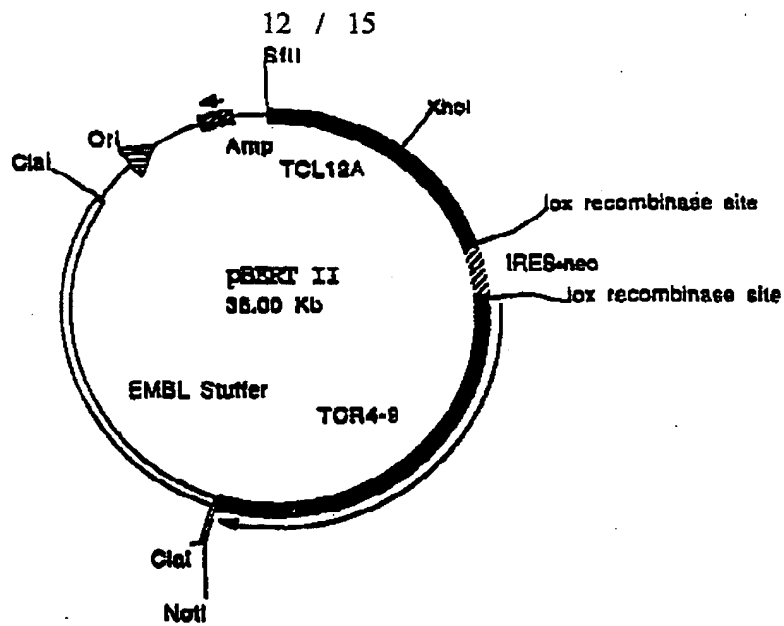 12 / 15
SfiI
XhoI
Ori
Amp
TCL12A
ClaI
lox recombinase site
IRES-neo
lox recombinase site
pBERT II
36.00 Kb
EMBL Stuffer
TCR4-9
ClaI
NotI